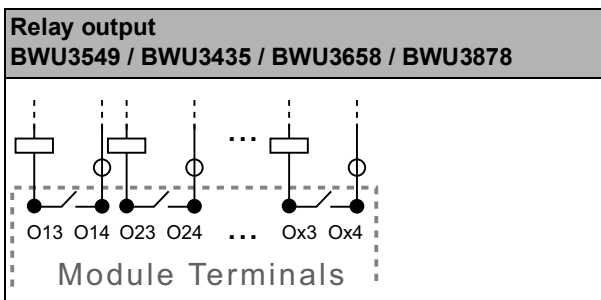 Relay output
BWU3549 / BWU3435 / BWU3658 / BWU3878
...
O13 O14 O23 O24 ... Ox3 Ox4
Module Terminals